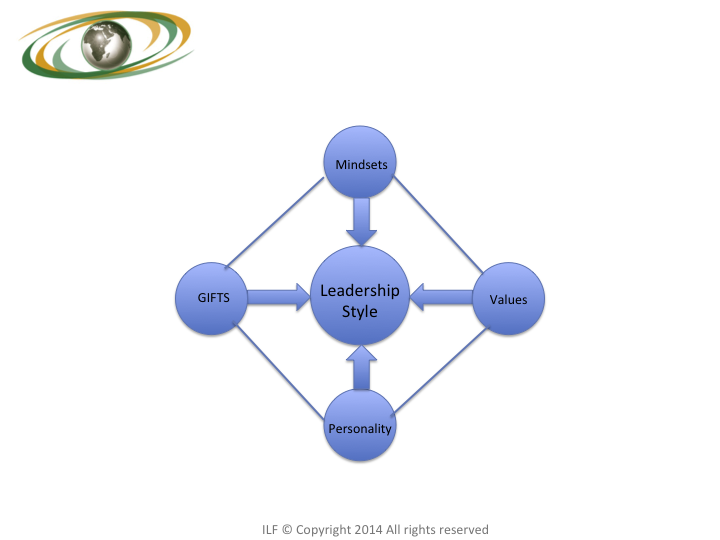 Mindsets
GIFTS
Leadership
Style
Values
Personality
ILF © Copyright 2014 All rights reserved